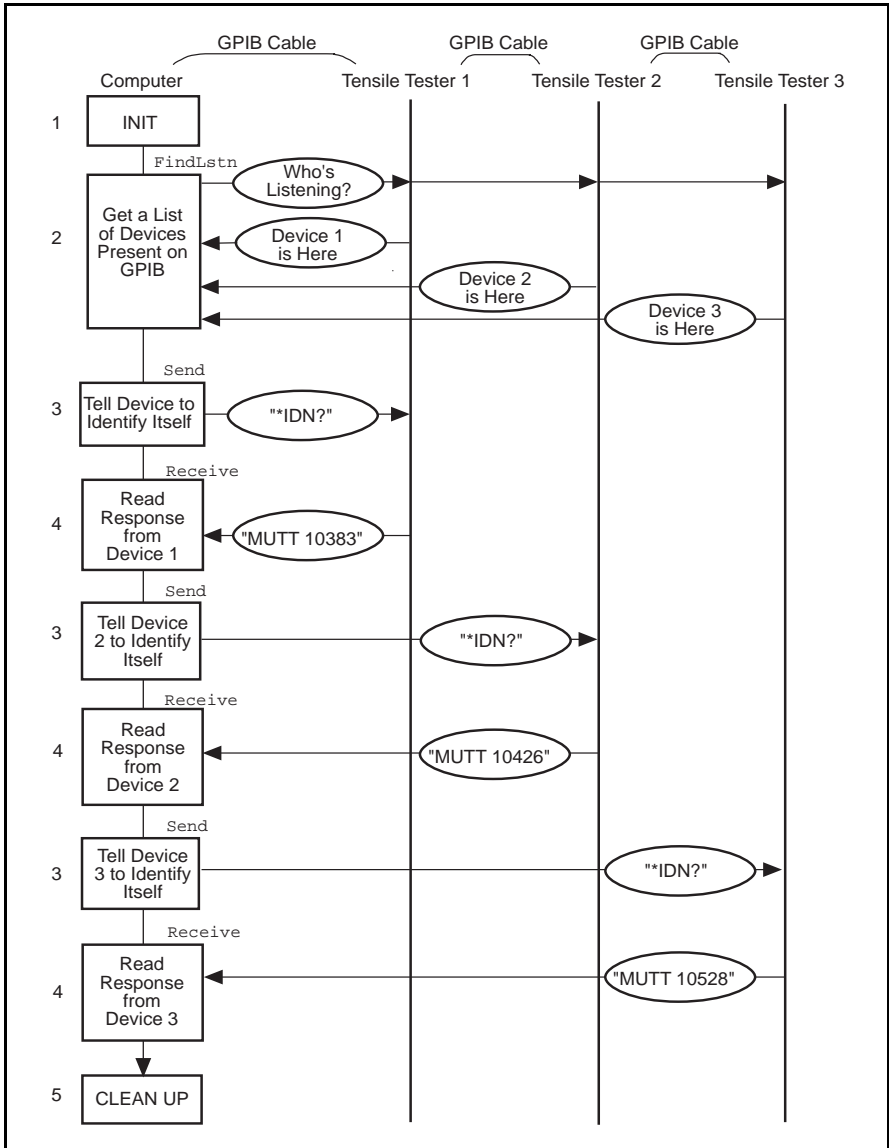 GPIB Cable GPIB Cable GPIB Cable
Computer Tensile Tester 1 Tensile Tester 2 Tensile Tester 3
1 INIT
FindLstn
Who's
Listening?
2
Get a List
of Devices
Present on
GPIB
Device 1
is Here
Device 2
is Here
Device 3
is Here
Send
3
Tell Device to
Identify Itself
"*IDN?"
Receive
4
Read
Response
from
Device 1
"MUTT 10383"
Send
3
Tell Device
2 to Identify
Itself
"*IDN?"
Receive
4
Read
Response
from
Device 2
"MUTT 10426"
Send
3
Tell Device
3 to Identify
Itself
"*IDN?"
Receive
4
Read
Response
from
Device 3
"MUTT 10528"
5 CLEAN UP